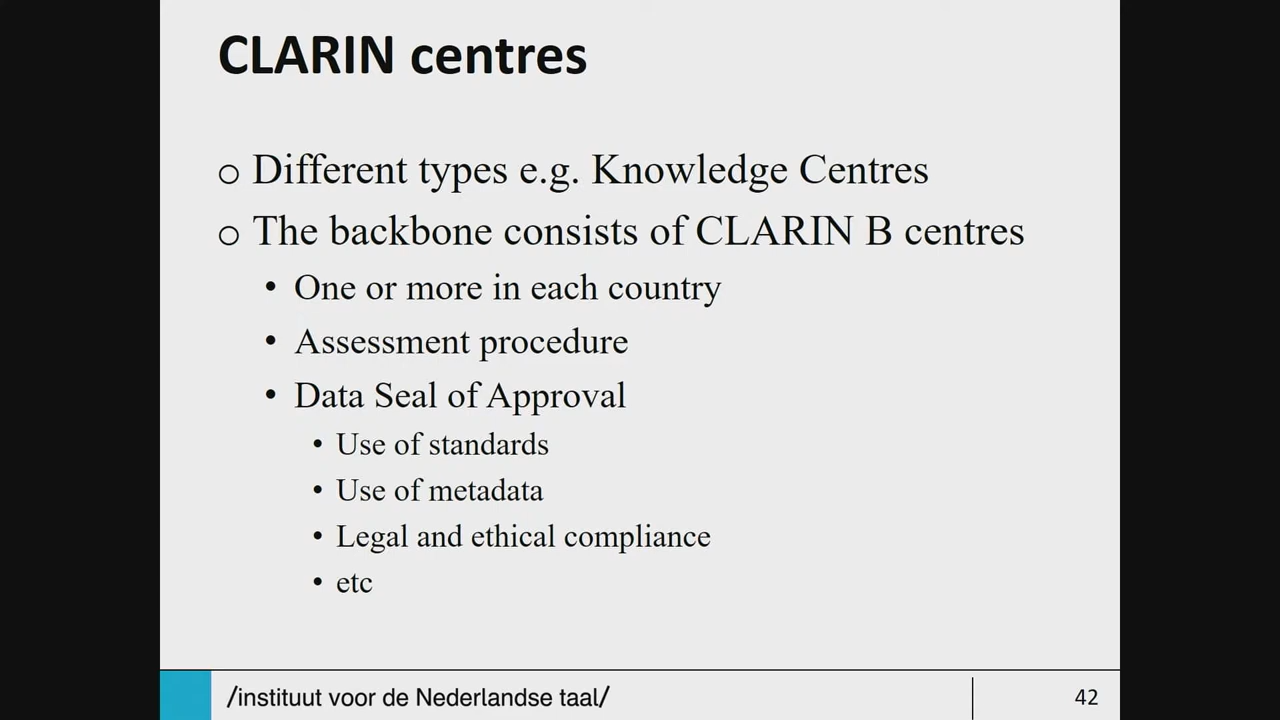 CLARIN centres
o Different types e.g. Knowledge Centres
o The backbone consists of CLARIN B centres
• One or more in each country
• Assessment procedure
• Data Seal of Approval
• Use of standards
• Use of metadata
• Legal and ethical compliance
• etc
/instituut voor de Nederlandse taal/
42